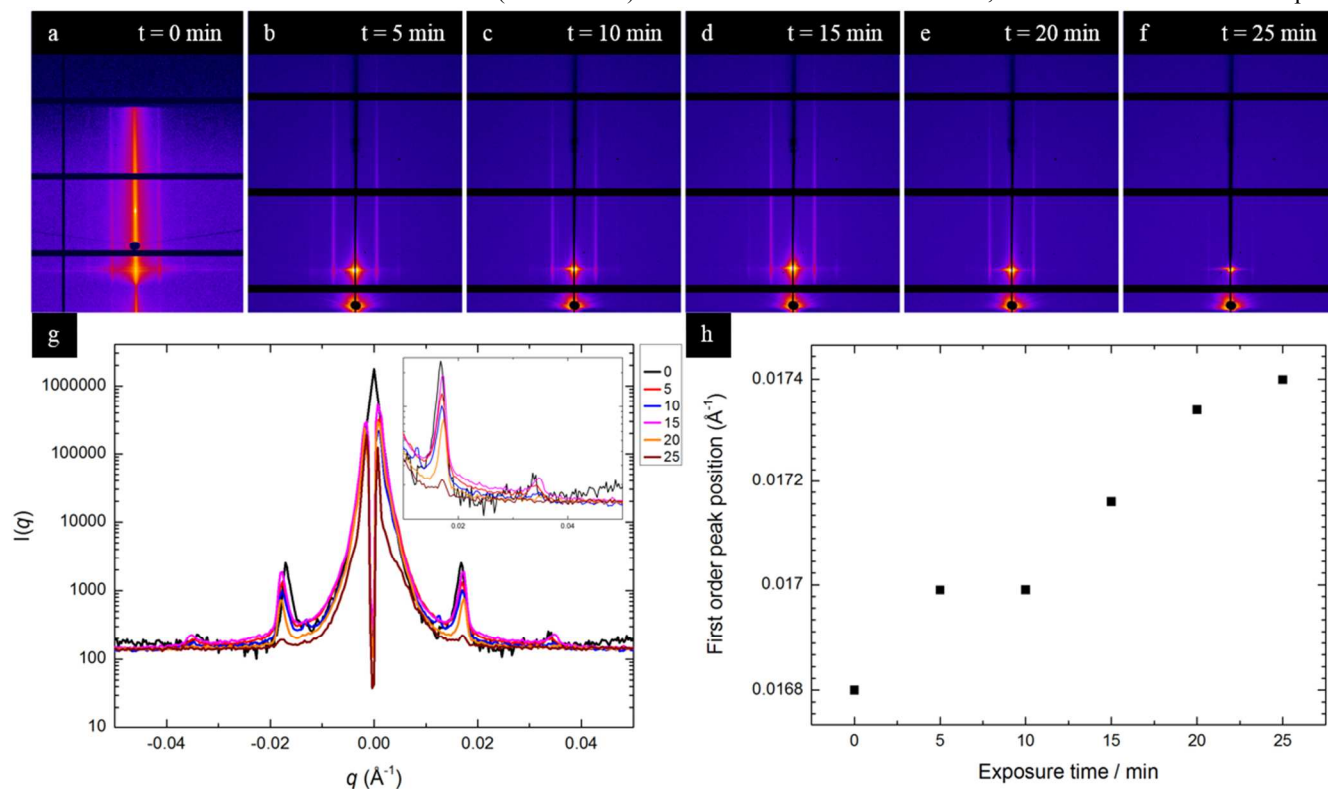 a t = 0 min b t = 5 min c t = 10 min d t = 15 min e t = 20 min f t = 25 min
g
I(q)
1000000
100000
10000
1000
100
10
-0.04 -0.02 0.00 0.02 0.04
q (Å⁻¹)
0.02 0.04
0
5
10
15
20
25
h
First order peak position (Å⁻¹)
0.0174
0.0172
0.017
0.0168
0 5 10 15 20 25
Exposure time / min